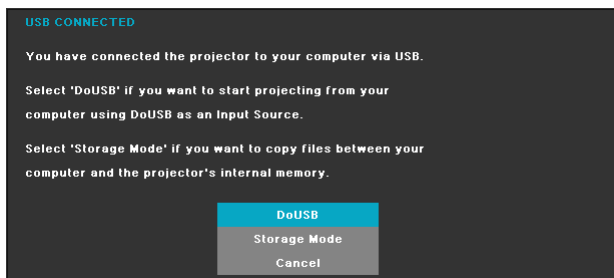 USB CONNECTED
You have connected the projector to your computer via USB.
Select 'DoUSB' if you want to start projecting from your
computer using DoUSB as an Input Source.
Select 'Storage Mode' if you want to copy files between your
computer and the projector's internal memory.
DoUSB
Storage Mode
Cancel